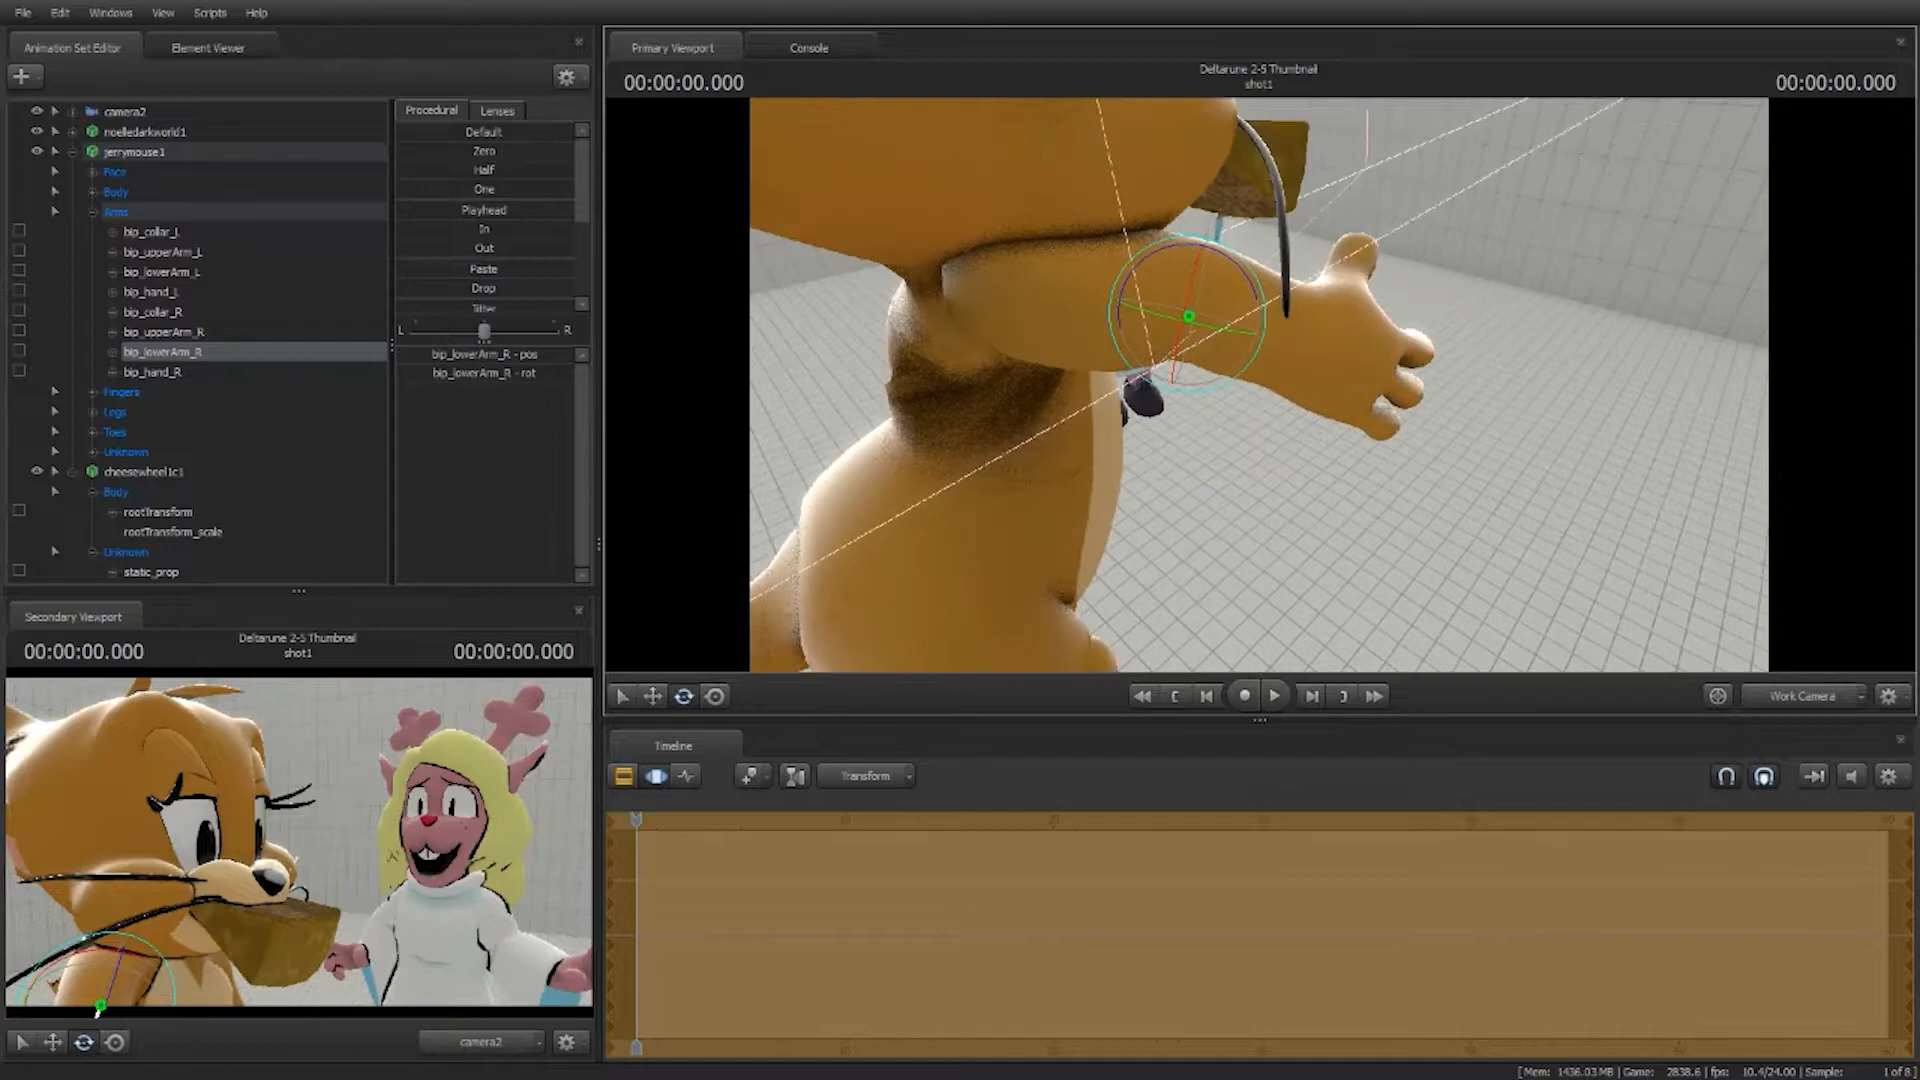 File Edit Windows View Scripts Help
Animation Set Editor Element Viewer
camera2
noelledarkworld1
jerrymouse1
Face
Body
Arms
bip_collar_L
bip_upperArm_L
bip_lowerArm_L
bip_hand_L
bip_collar_R
bip_upperArm_R
bip_lowerArm_R
bip_hand_R
Fingers
Legs
Toes
Unknown
cheesewheel1c1
Body
rootTransform
rootTransform_scale
Unknown
static_prop
Procedural Lenses
Default
Zero
Half
One
Playhead
In
Out
Paste
Drop
Jitter
L R
bip_lowerArm_R - pos
bip_lowerArm_R - rot
Primary Viewport Console
00:00:00.000
Deltarune 2-5 Thumbnail
shot1
00:00:00.000
Work Camera
Secondary Viewport
00:00:00.000
Deltarune 2-5 Thumbnail
shot1
00:00:00.000
camera2
Timeline
Transform
[ Mem: 1436.03 MB | Game: 2838.6 | fps: 10.4/24.00 | Sample: 1 of 8 ]